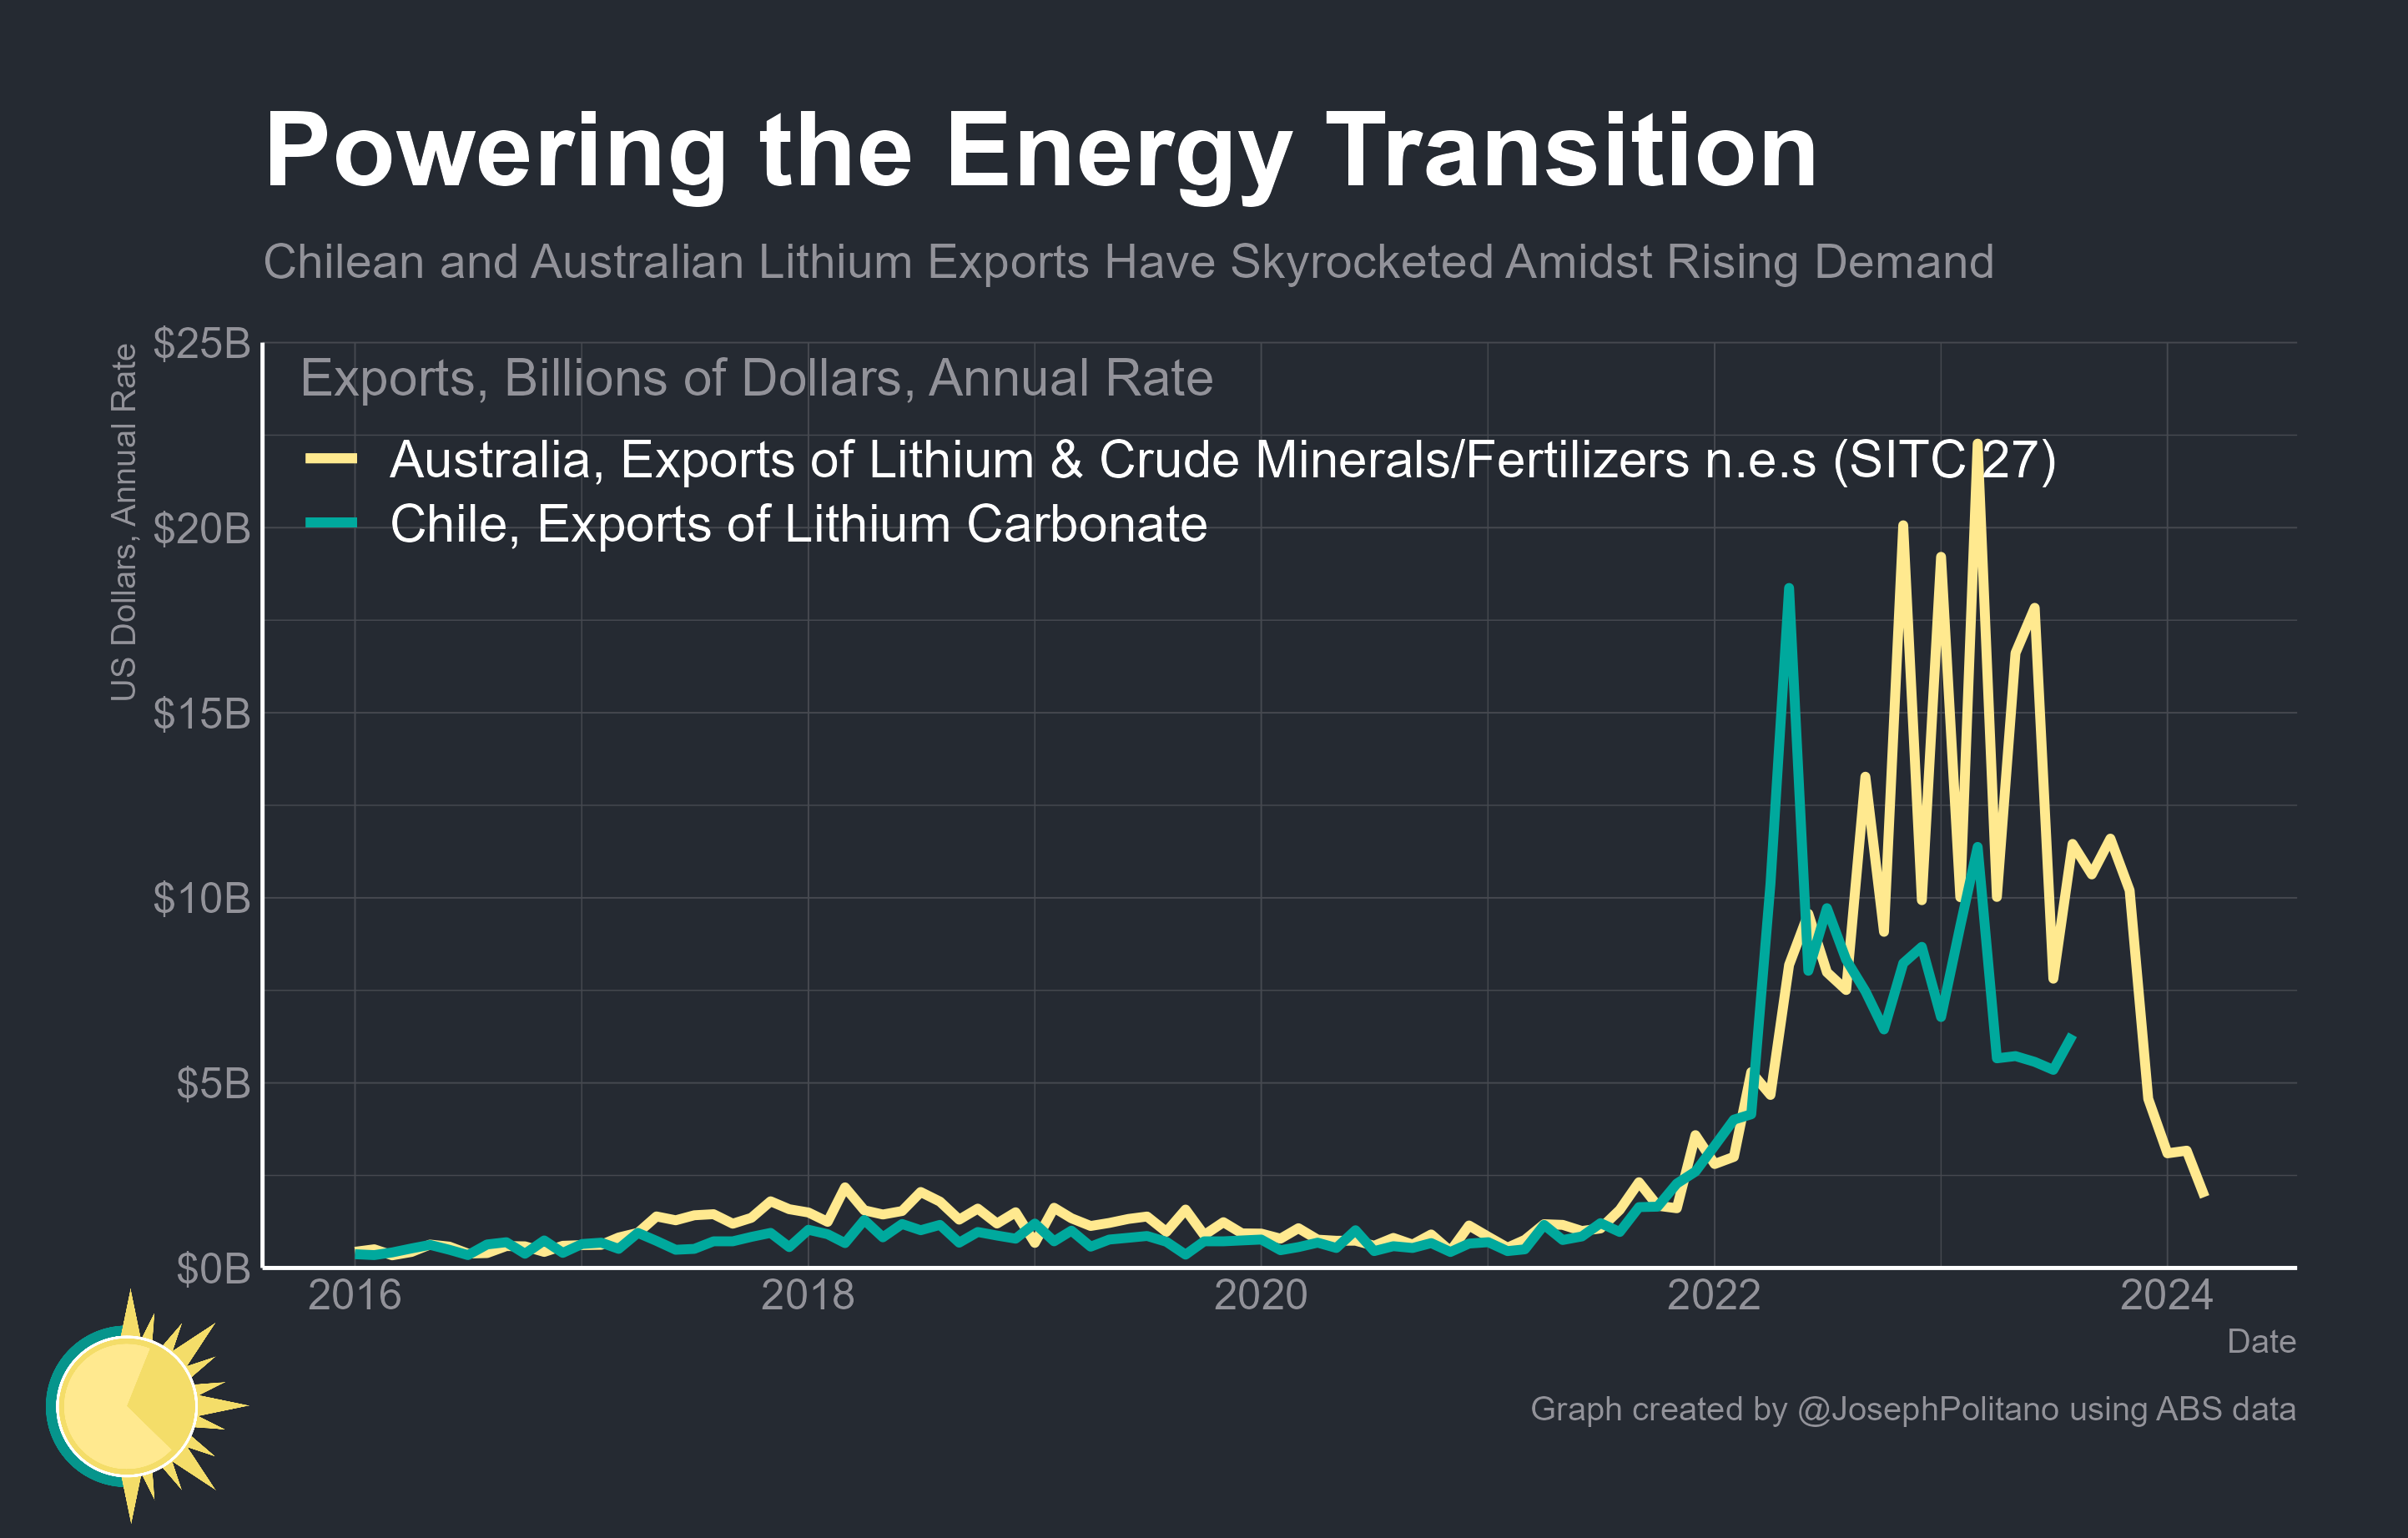 Powering the Energy Transition
Chilean and Australian Lithium Exports Have Skyrocketed Amidst Rising Demand
US Dollars, Annual Rate
$25B
$20B
$15B
$10B
$5B
$0B
Exports, Billions of Dollars, Annual Rate
Australia, Exports of Lithium & Crude Minerals/Fertilizers n.e.s (SITC 27)
Chile, Exports of Lithium Carbonate
2016 2018 2020 2022 2024
Date
Graph created by @JosephPolitano using ABS data